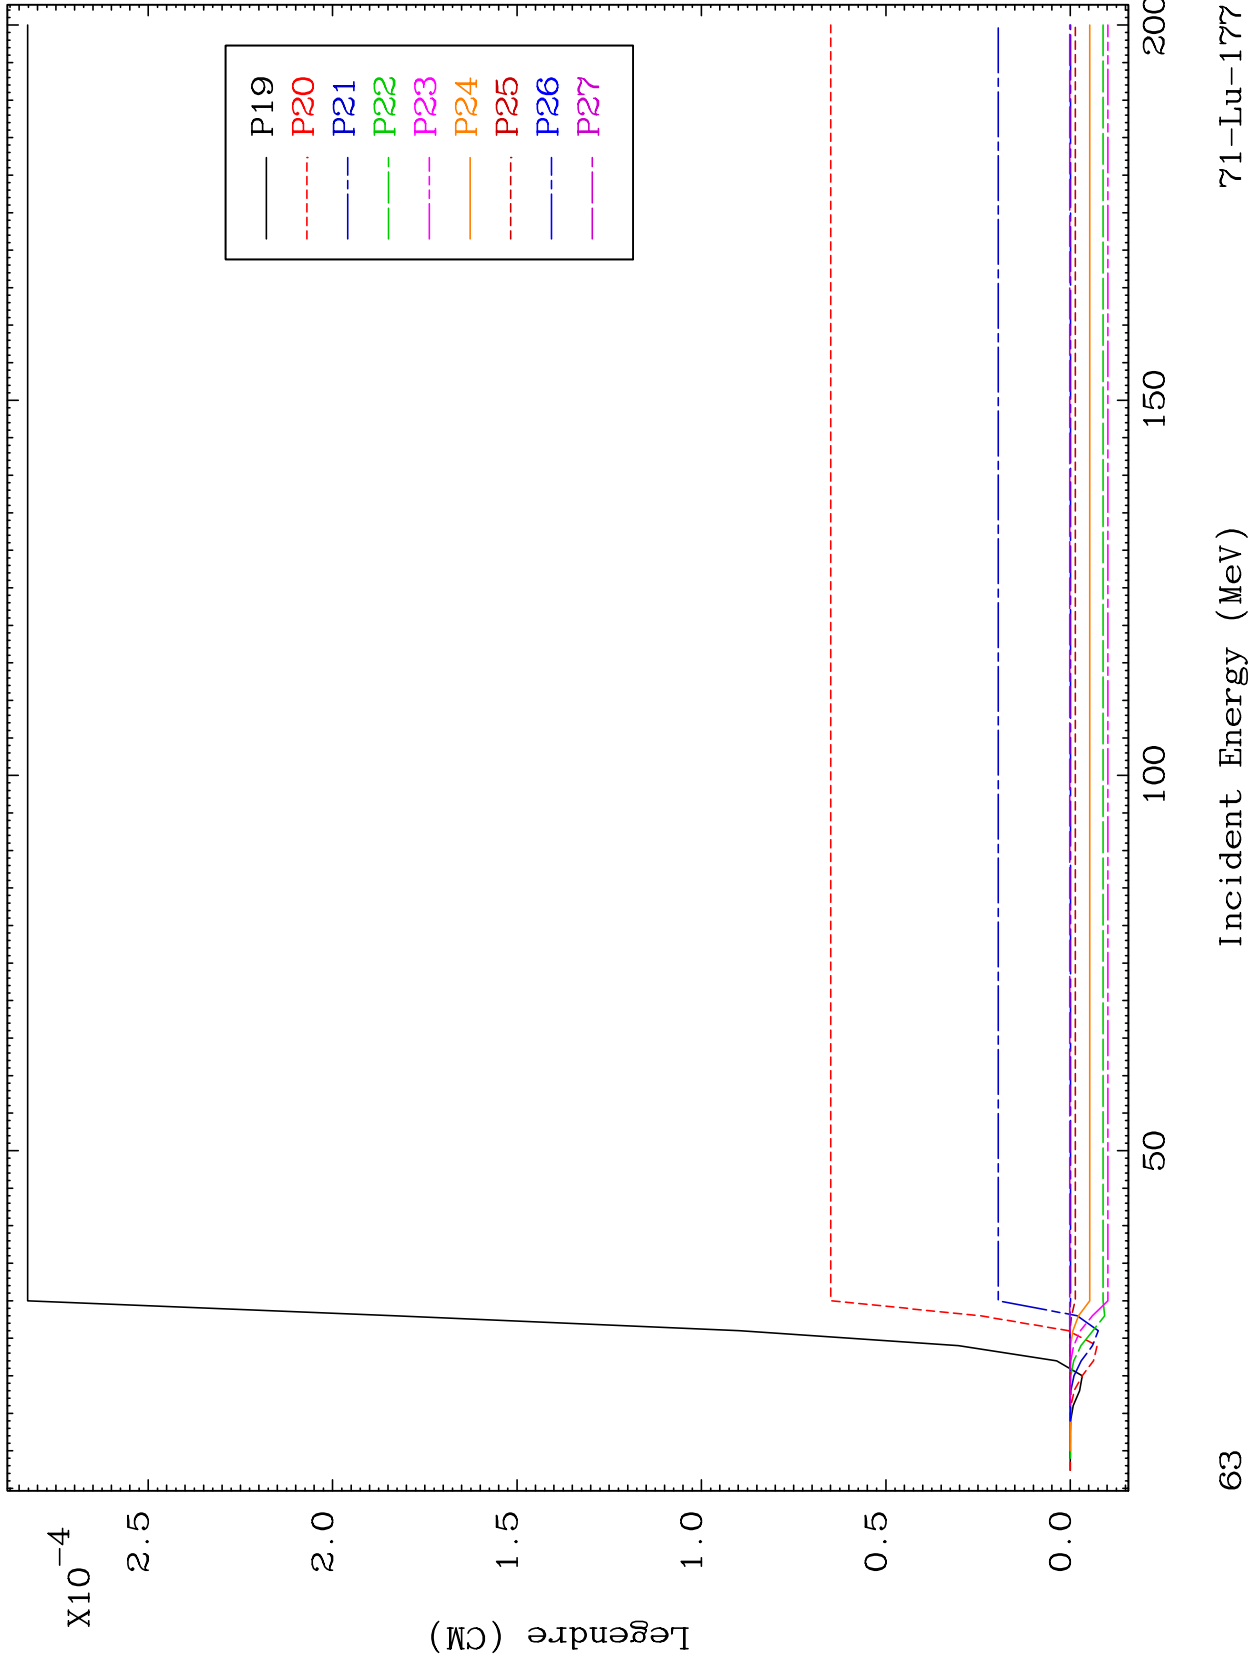 X10⁻⁴
2.5
2.0
1.5
1.0
0.5
0.0
Legendre (CM)
P19
P20
P21
P22
P23
P24
P25
P26
P27
50
100
150
200
Incident Energy (MeV)
63
71-Lu-177